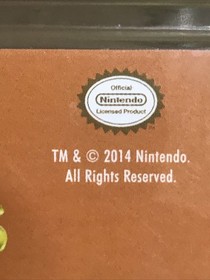 Official
Nintendo
Licensed Product
TM & © 2014 Nintendo.
All Rights Reserved.